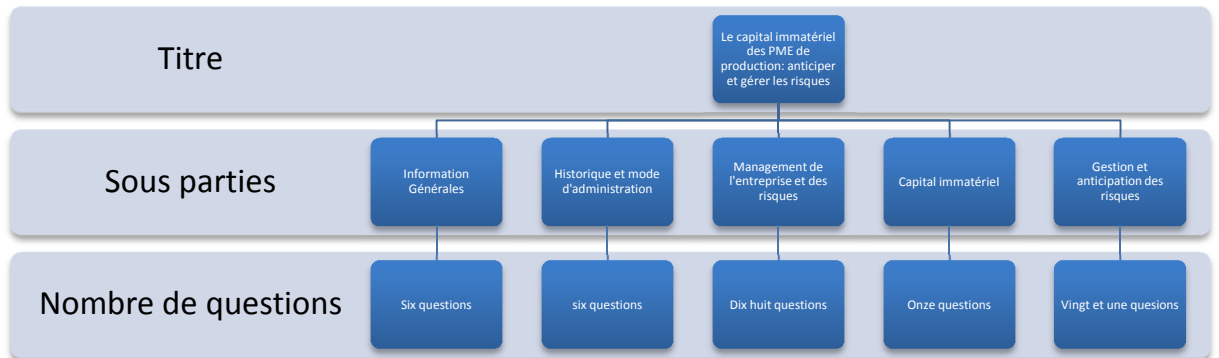 Titre
Le capital immatériel
des PME de
production: anticiper
et gérer les risques
Sous parties
Information
Générales
Historique et mode
d'administration
Management de
l'entreprise et des
risques
Capital immatériel
Gestion et
anticipation des
risques
Nombre de questions
Six questions
six questions
Dix huit questions
Onze questions
Vingt et une quesions